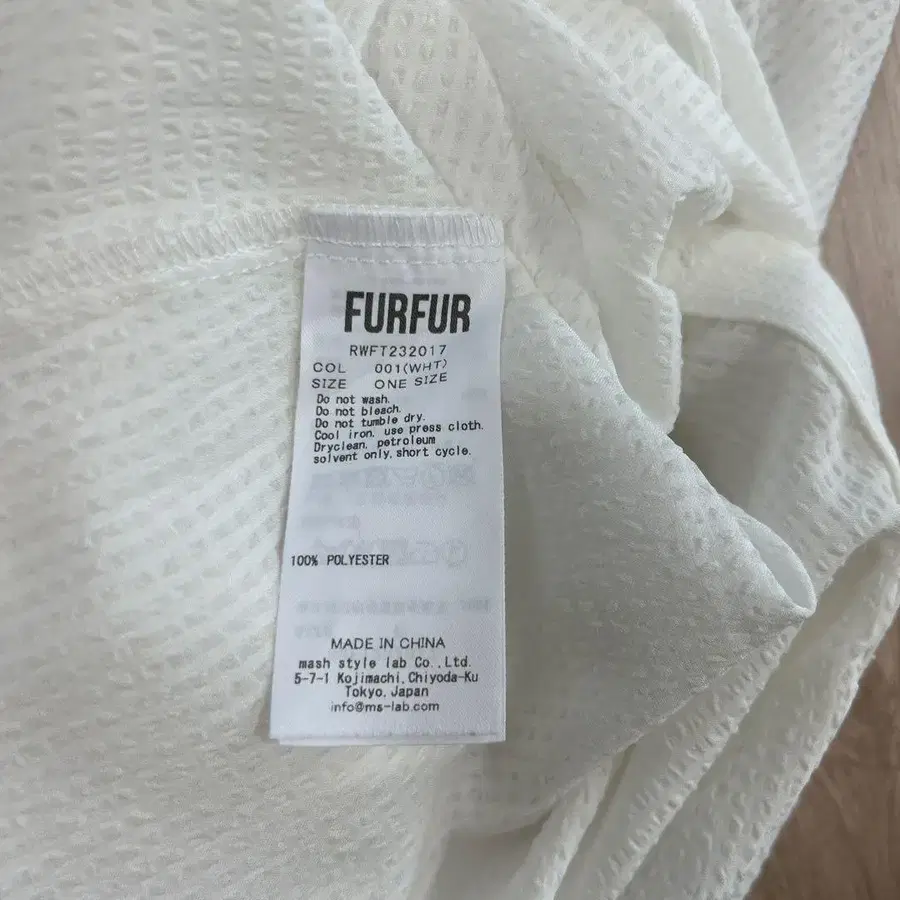 FURFUR
RWFT232017
COL 001(WHT)
SIZE ONE SIZE
Do not wash.
Do not bleach.
Do not tumble dry.
Cool iron, use press cloth.
Dryclean, petroleum
solvent only, short cycle.
100% POLYESTER
MADE IN CHINA
mash style lab Co.,Ltd.
5-7-1 Kojimachi,Chiyoda-Ku
Tokyo,Japan
info@ms-lab.com